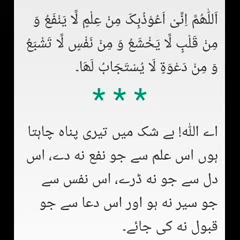 اَللّٰهُمَّ اِنِّیْ اَعُوْذُبِکَ مِنْ عِلْمٍ لَّا یَنْفَعُ وَ
مِنْ قَلْبٍ لَّا یَخْشَعُ وَ مِنْ نَفْسٍ لَّا تَشْبَعُ
وَ مِنْ دَعْوَةٍ لَا یُسْتَجَابُ لَهَا۔
***
اے اللہ! بے شک میں تیری پناہ چاہتا
ہوں اس علم سے جو نفع نہ دے، اس
دل سے جو نہ ڈرے، اس نفس سے
جو سیر نہ ہو اور اس دعا سے جو
قبول نہ کی جائے۔